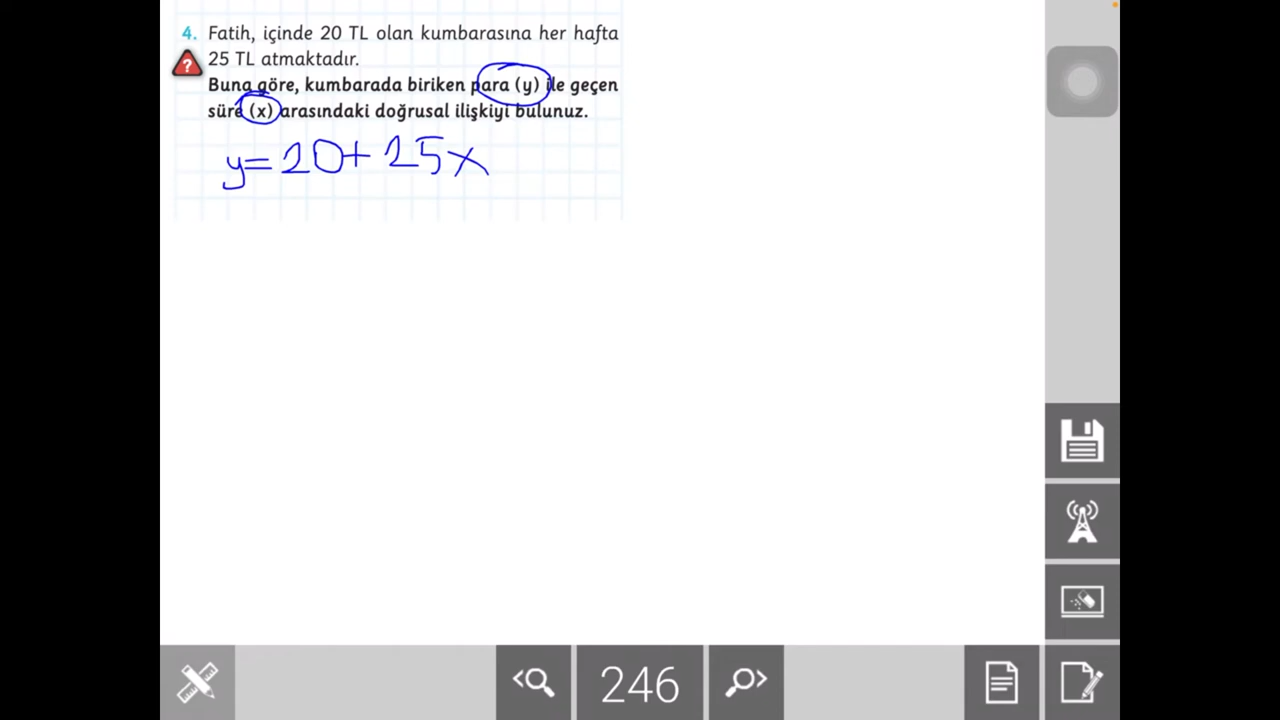 4. Fatih, içinde 20 TL olan kumbarasına her hafta
? 25 TL atmaktadır.
Buna göre, kumbarada biriken para (y) ile geçen
süre (x) arasındaki doğrusal ilişkiyi bulunuz.
y = 20 + 25x
246